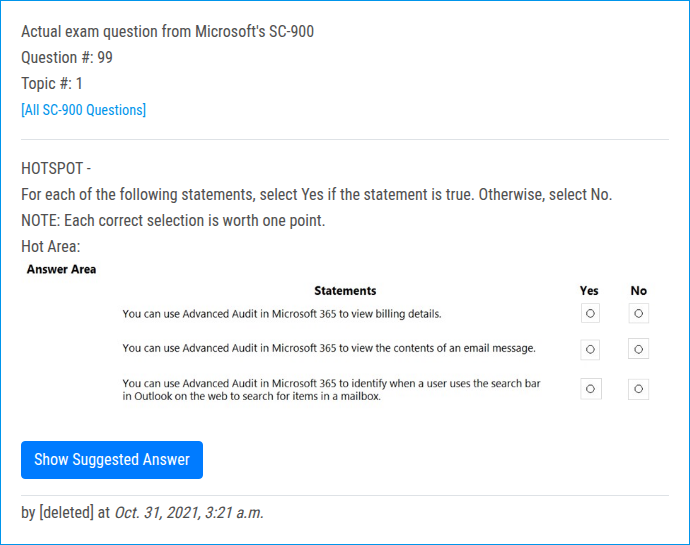 Actual exam question from Microsoft's SC-900
Question #: 99
Topic #: 1
[All SC-900 Questions]
HOTSPOT -
For each of the following statements, select Yes if the statement is true. Otherwise, select No.
NOTE: Each correct selection is worth one point.
Hot Area:
Answer Area
Statements Yes No
You can use Advanced Audit in Microsoft 365 to view billing details.
You can use Advanced Audit in Microsoft 365 to view the contents of an email message.
You can use Advanced Audit in Microsoft 365 to identify when a user uses the search bar
in Outlook on the web to search for items in a mailbox.
Show Suggested Answer
by [deleted] at Oct. 31, 2021, 3:21 a.m.